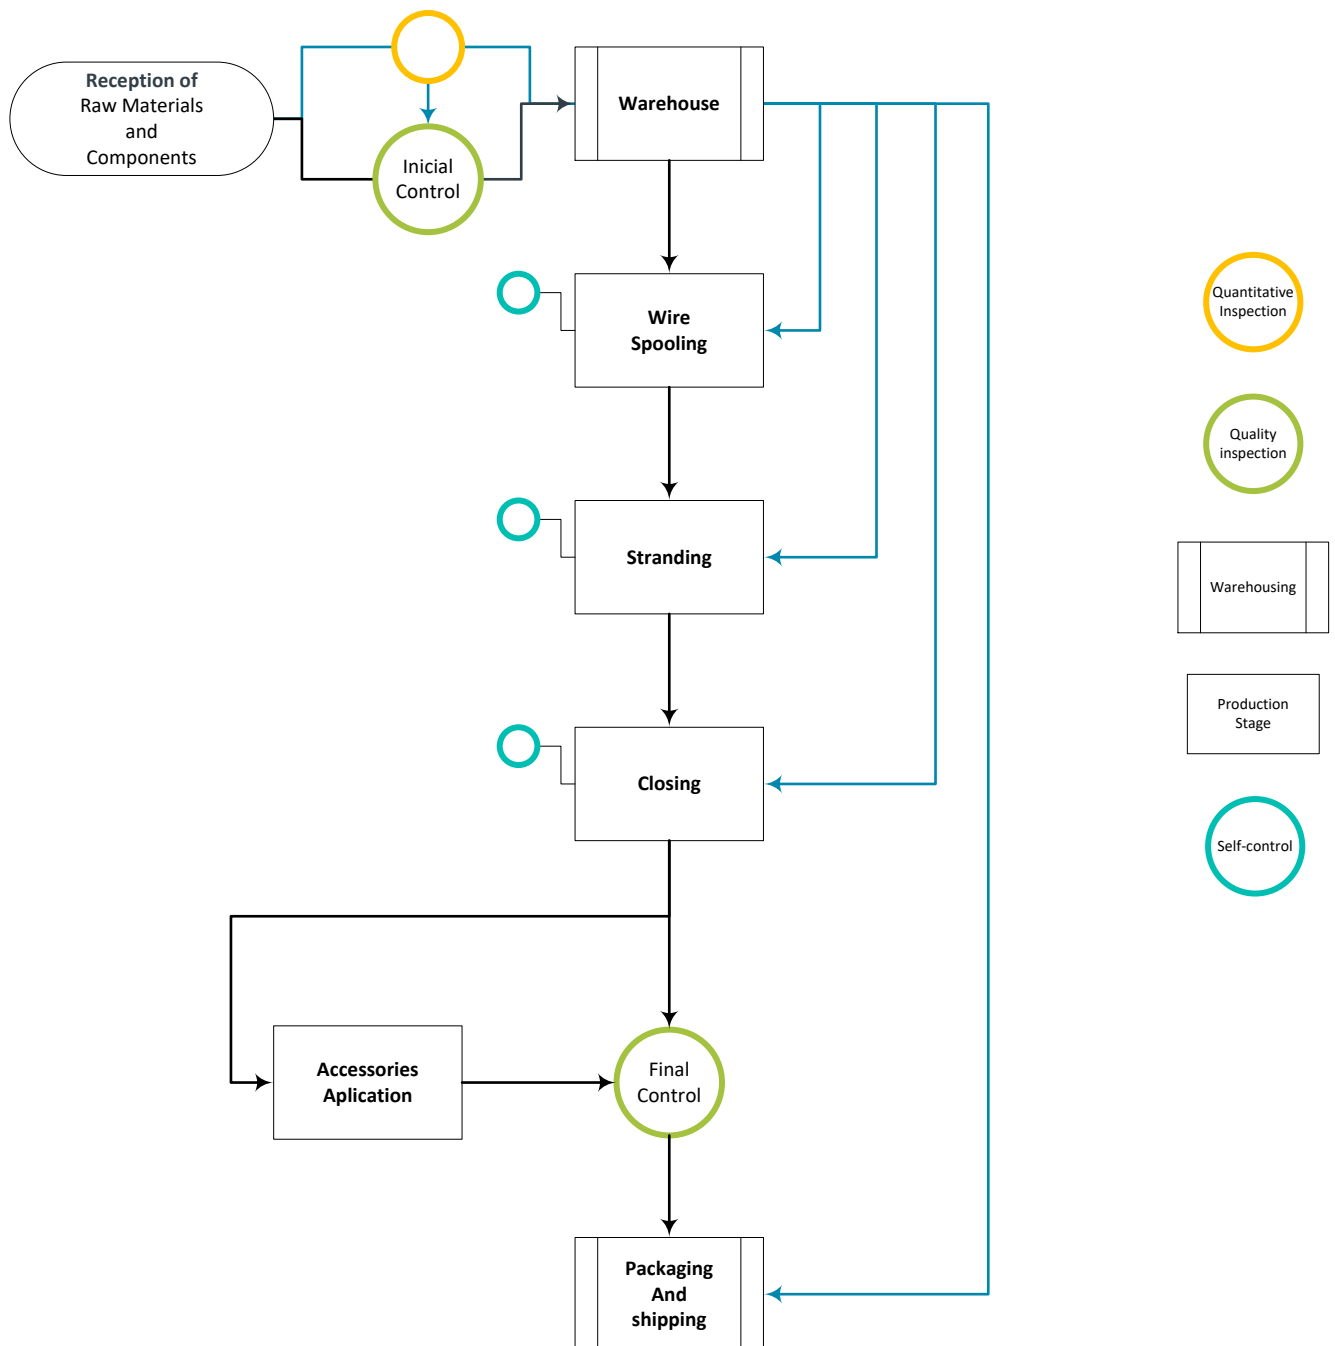 Reception of
Raw Materials
and
Components
Inicial
Control
Warehouse
Wire
Spooling
Stranding
Closing
Accessories
Aplication
Final
Control
Packaging
And
shipping
Quantitative
Inspection
Quality
inspection
Warehousing
Production
Stage
Self-control